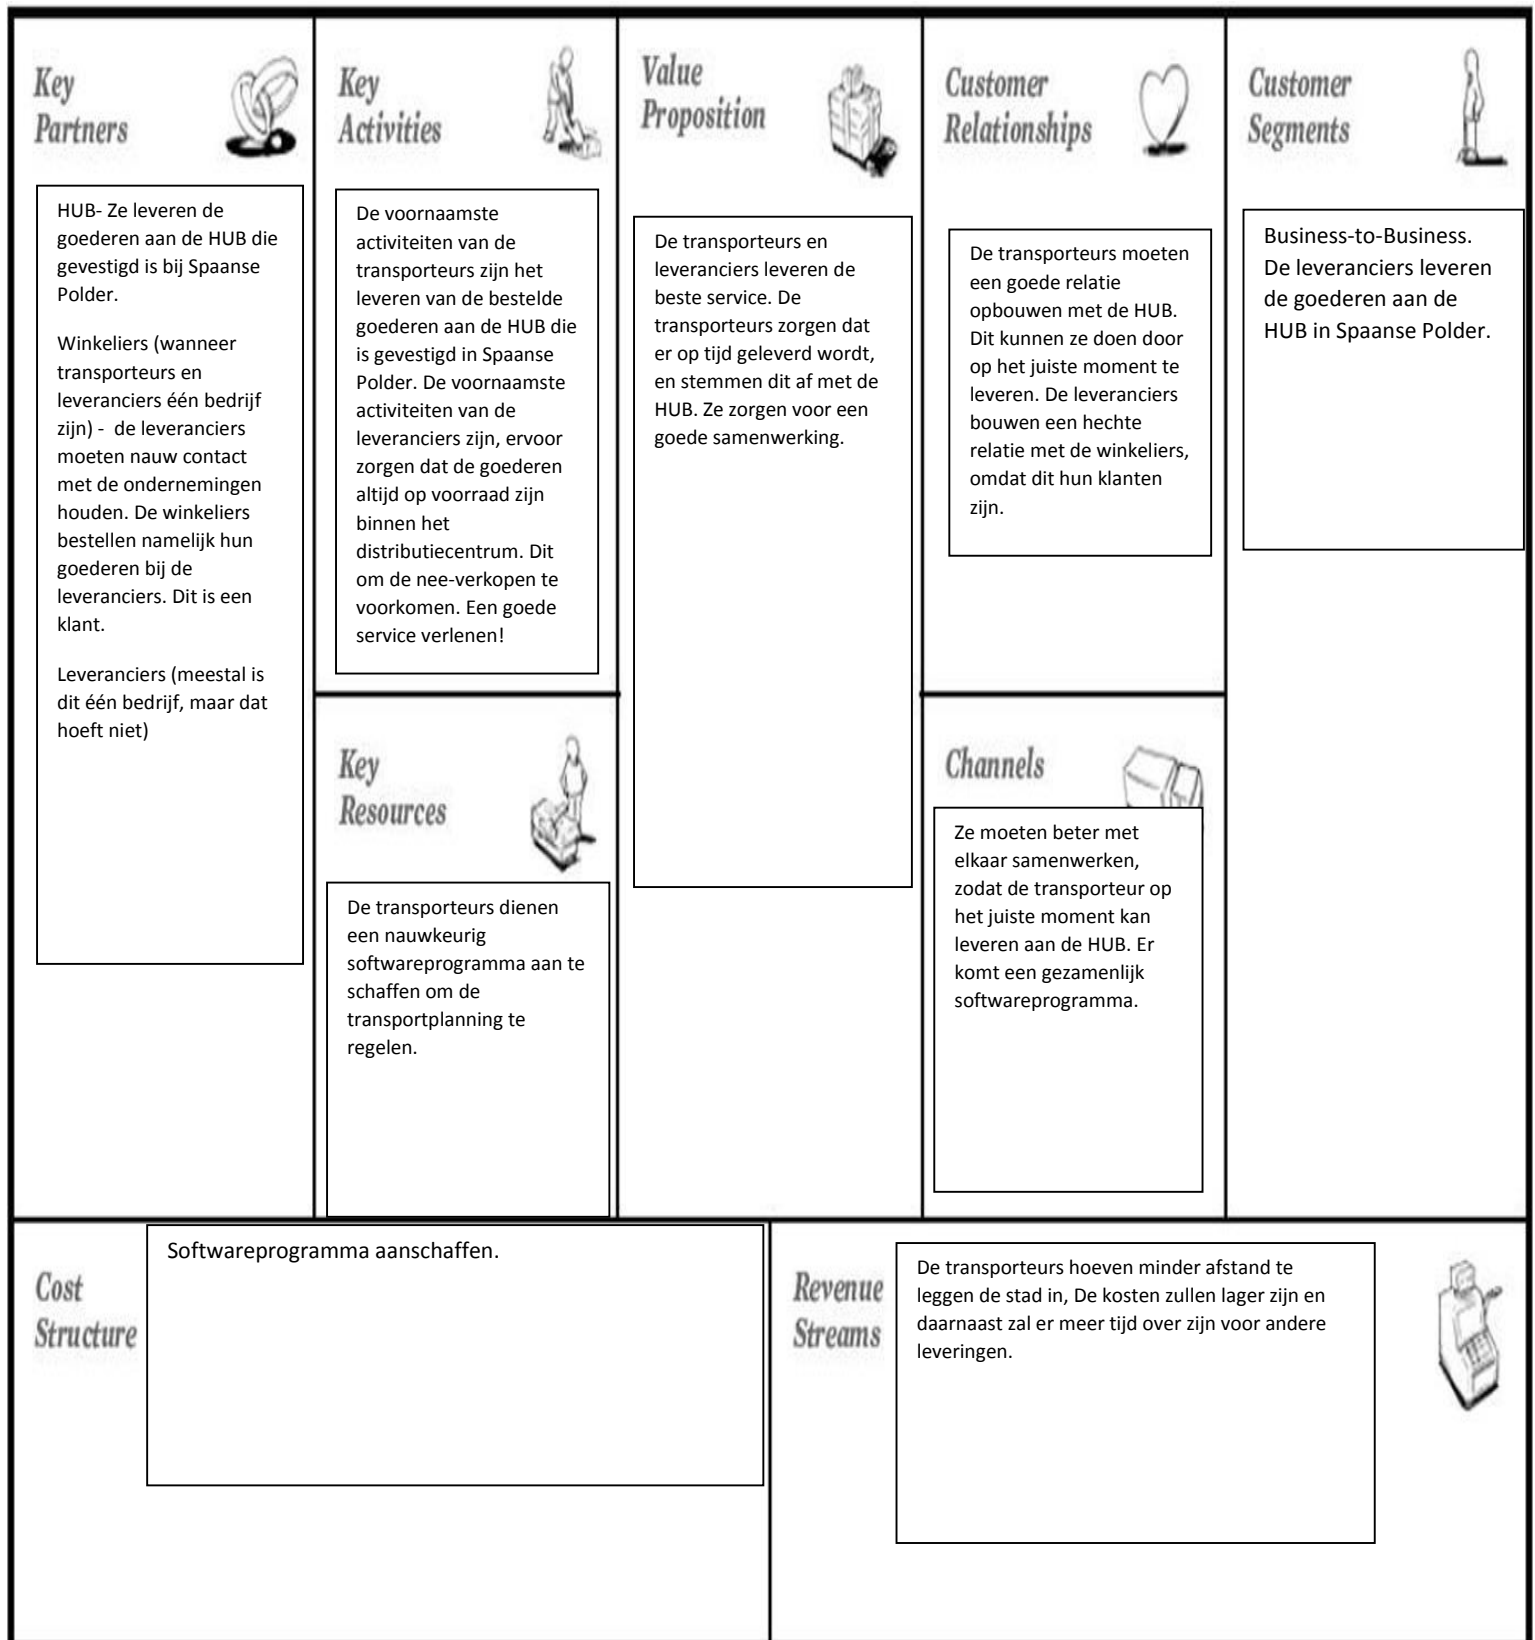 Key
Partners
HUB- Ze leveren de
goederen aan de HUB die
gevestigd is bij Spaanse
Polder.
Winkeliers (wanneer
transporteurs en
leveranciers één bedrijf
zijn) - de leveranciers
moeten nauw contact
met de ondernemingen
houden. De winkeliers
bestellen namelijk hun
goederen bij de
leveranciers. Dit is een
klant.
Leveranciers (meestal is
dit één bedrijf, maar dat
hoeft niet)
Key
Activities
De voornaamste
activiteiten van de
transporteurs zijn het
leveren van de bestelde
goederen aan de HUB die
is gevestigd in Spaanse
Polder. De voornaamste
activiteiten van de
leveranciers zijn, ervoor
zorgen dat de goederen
altijd op voorraad zijn
binnen het
distributiecentrum. Dit
om de nee-verkopen te
voorkomen. Een goede
service verlenen!
Key
Resources
De transporteurs dienen
een nauwkeurig
softwareprogramma aan te
schaffen om de
transportplanning te
regelen.
Value
Proposition
De transporteurs en
leveranciers leveren de
beste service. De
transporteurs zorgen dat
er op tijd geleverd wordt,
en stemmen dit af met de
HUB. Ze zorgen voor een
goede samenwerking.
Customer
Relationships
De transporteurs moeten
een goede relatie
opbouwen met de HUB.
Dit kunnen ze doen door
op het juiste moment te
leveren. De leveranciers
bouwen een hechte
relatie met de winkeliers,
omdat dit hun klanten
zijn.
Channels
Ze moeten beter met
elkaar samenwerken,
zodat de transporteur op
het juiste moment kan
leveren aan de HUB. Er
komt een gezamenlijk
softwareprogramma.
Customer
Segments
Business-to-Business.
De leveranciers leveren
de goederen aan de
HUB in Spaanse Polder.
Cost
Structure
Softwareprogramma aanschaffen.
Revenue
Streams
De transporteurs hoeven minder afstand te
leggen de stad in, De kosten zullen lager zijn en
daarnaast zal er meer tijd over zijn voor andere
leveringen.